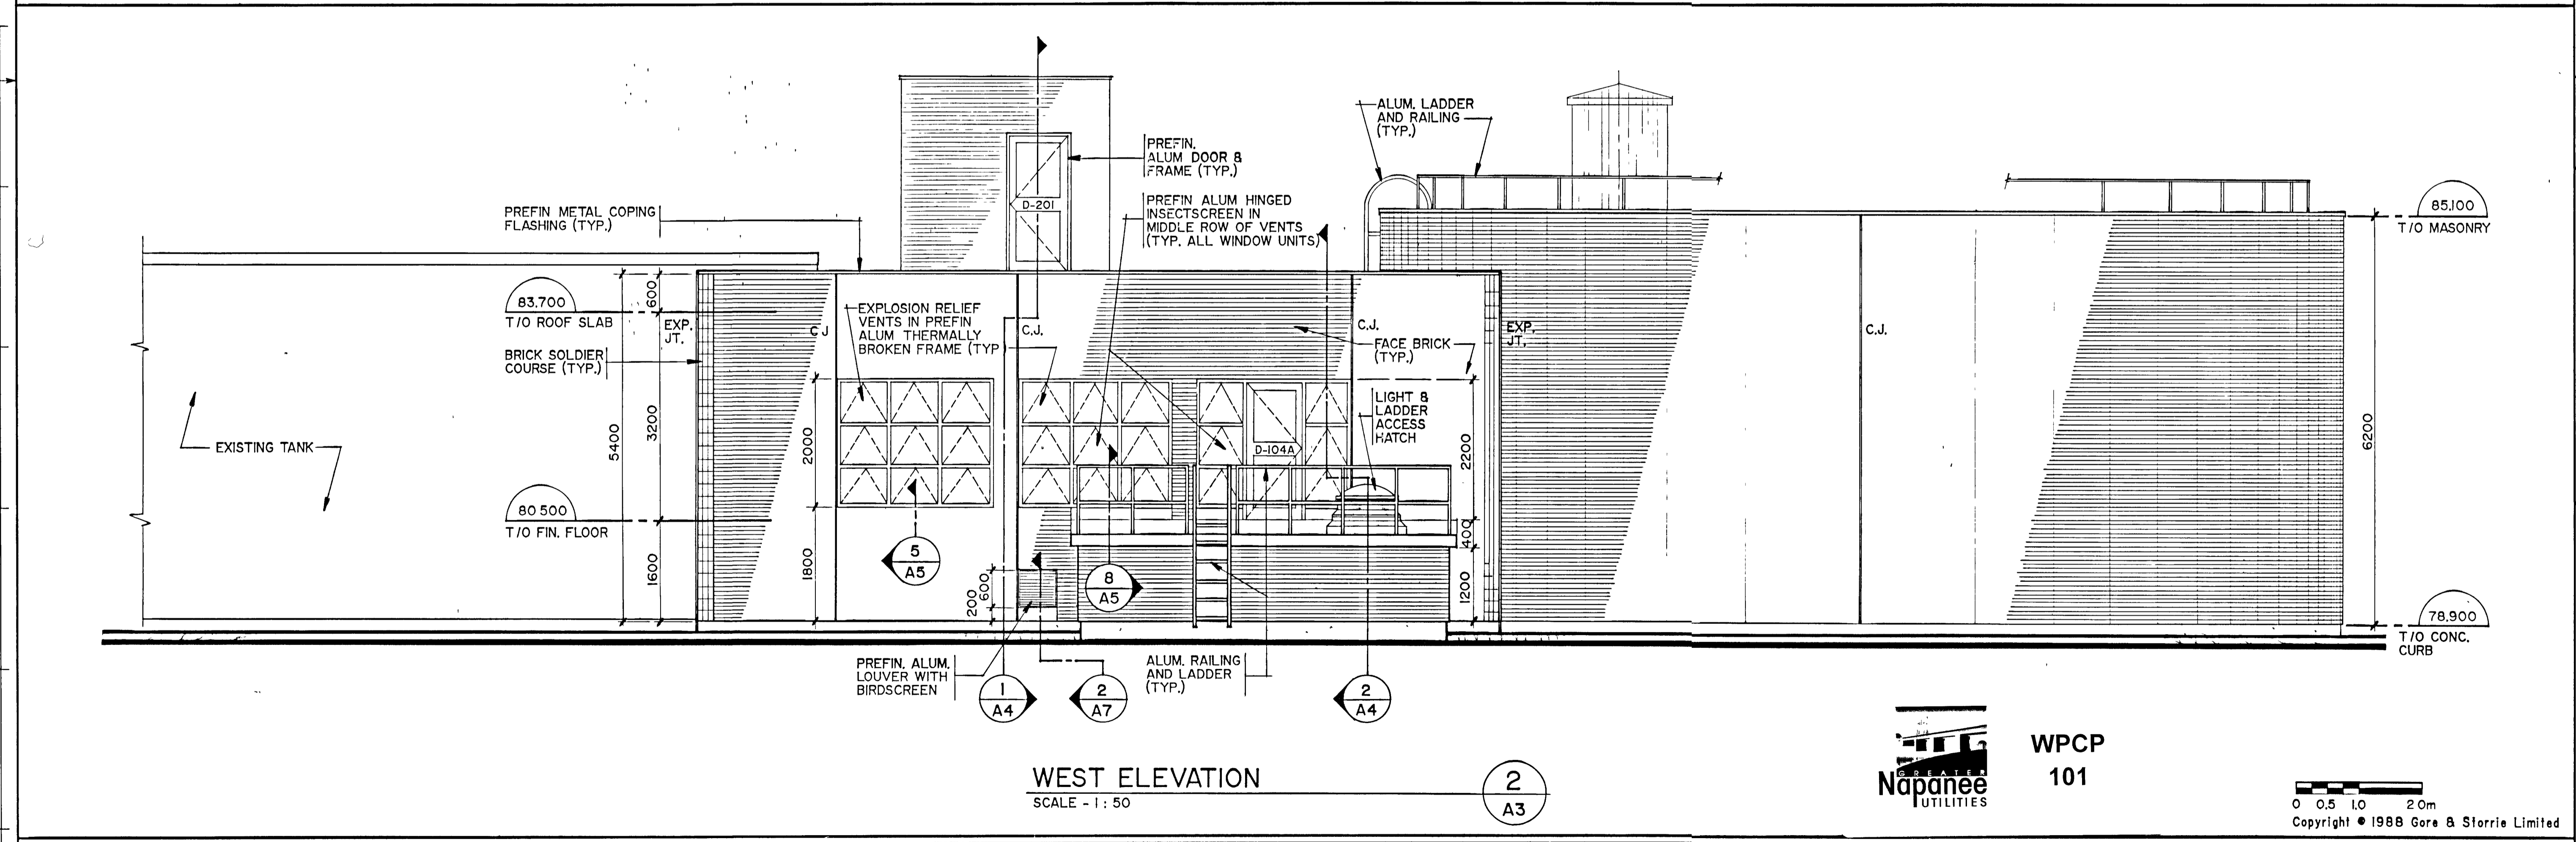 ALUM. LADDER
AND RAILING
(TYP.)
PREFIN.
ALUM DOOR &
FRAME (TYP.)
D-201
PREFIN ALUM HINGED
INSECTSCREEN IN
MIDDLE ROW OF VENTS
(TYP. ALL WINDOW UNITS)
PREFIN METAL COPING
FLASHING (TYP.)
85.100
T/O MASONRY
83.700
T/O ROOF SLAB
600
EXP.
JT.
BRICK SOLDIER
COURSE (TYP.)
C.J
EXPLOSION RELIEF
VENTS IN PREFIN
ALUM THERMALLY
BROKEN FRAME (TYP
C.J.
C.J.
FACE BRICK
(TYP.)
EXP.
JT.
C.J.
LIGHT &
LADDER
ACCESS
HATCH
D-104A
EXISTING TANK
5400
3200
2000
2200
6200
80 500
T/O FIN. FLOOR
1600
1800
400
1200
200
600
5
A5
8
A5
78,900
T/O CONC.
CURB
PREFIN. ALUM.
LOUVER WITH
BIRDSCREEN
ALUM. RAILING
AND LADDER
(TYP.)
1
A4
2
A7
2
A4
WEST ELEVATION
SCALE - 1 : 50
2
A3
GREATER
Napanee
UTILITIES
WPCP
101
0 0.5 1.0 2.0m
Copyright © 1988 Gore & Storrie Limited